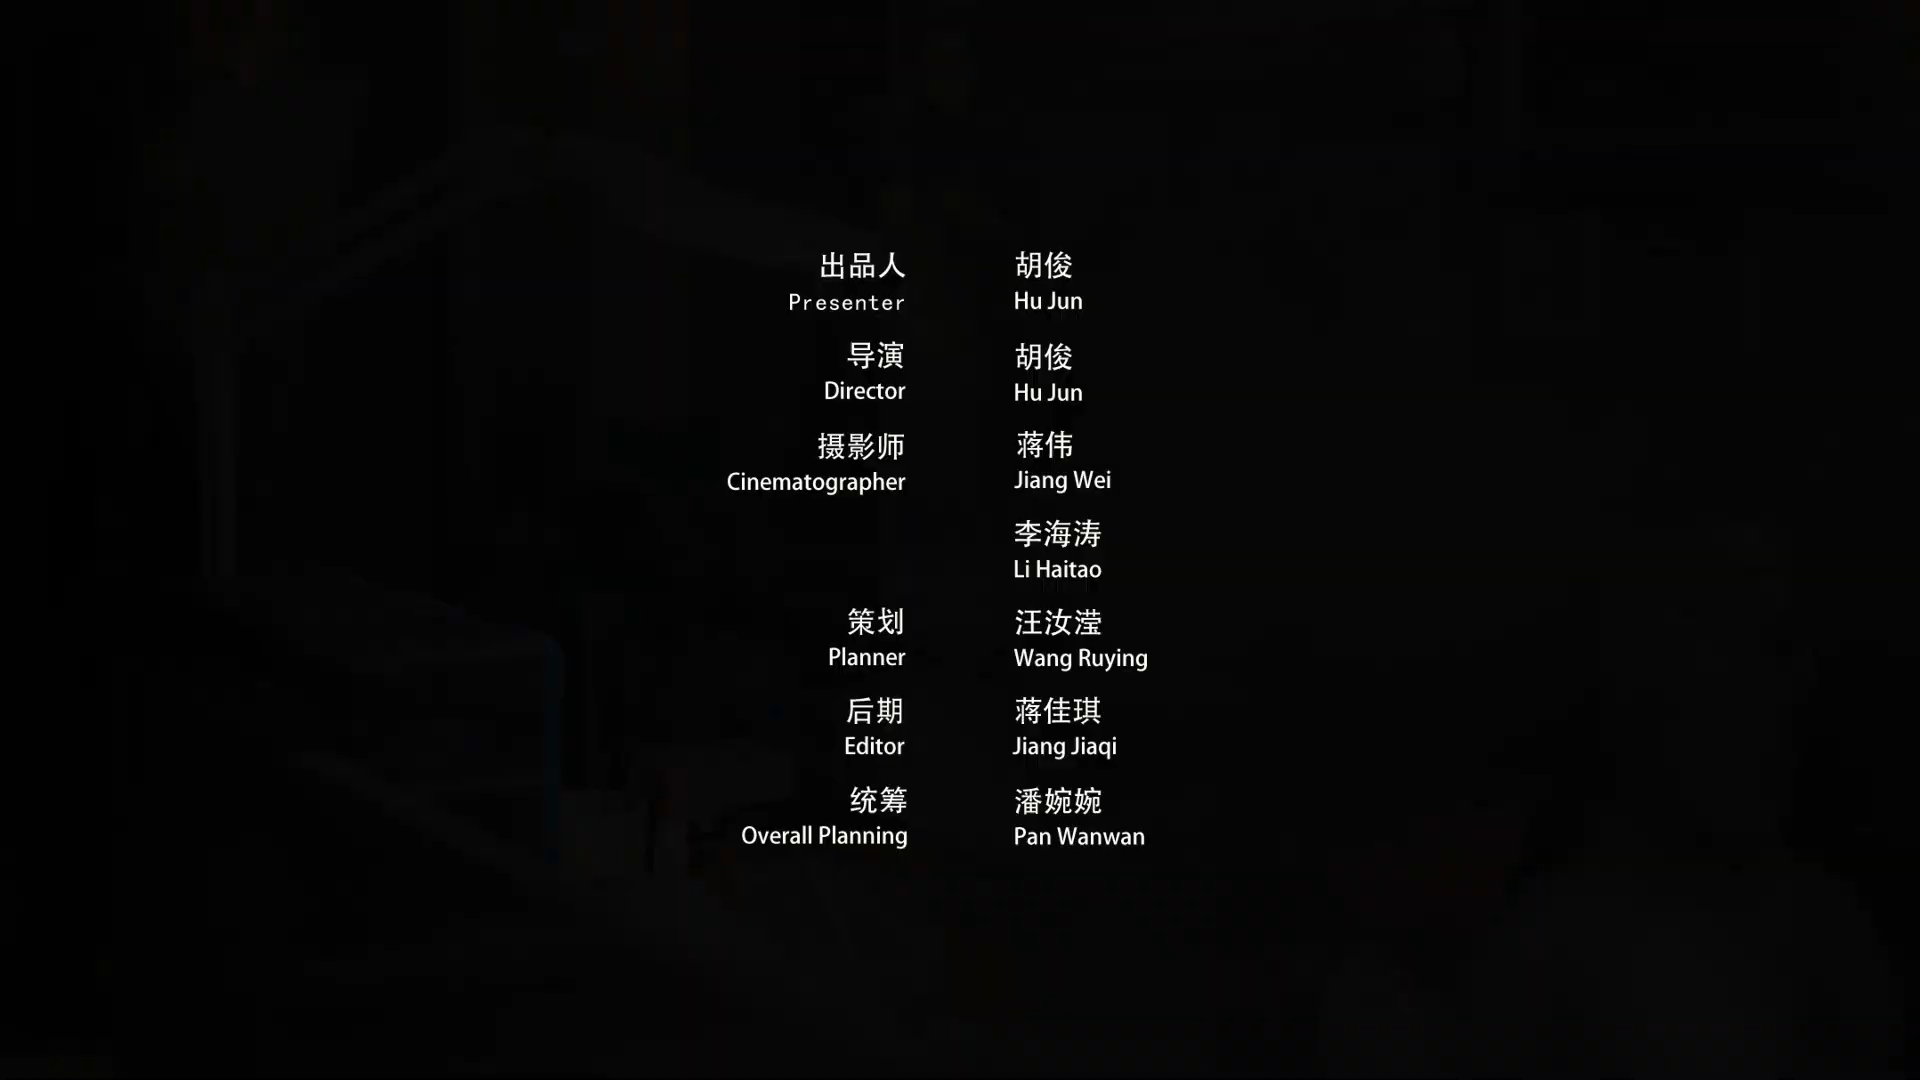 出品人 胡俊
Presenter Hu Jun
导演 胡俊
Director Hu Jun
摄影师 蒋伟
Cinematographer Jiang Wei
李海涛
Li Haitao
策划 汪汝滢
Planner Wang Ruying
后期 蒋佳琪
Editor Jiang Jiaqi
统筹 潘婉婉
Overall Planning Pan Wanwan